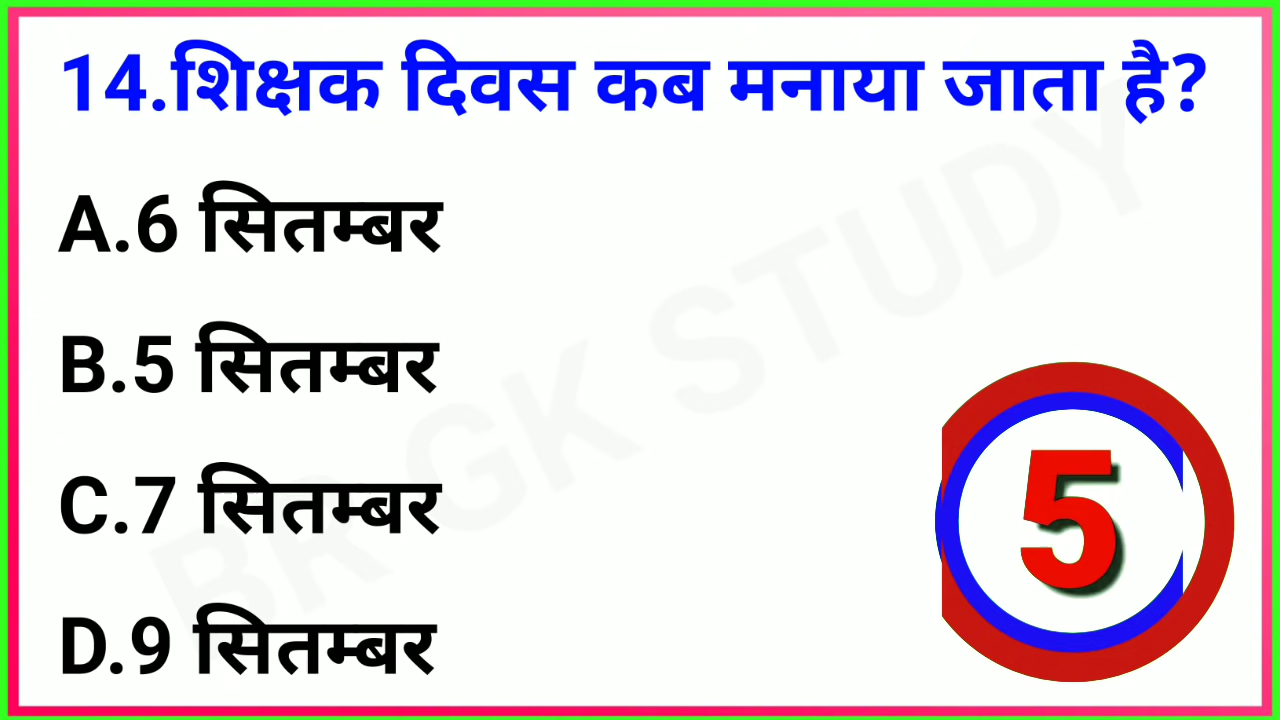 14.शिक्षक दिवस कब मनाया जाता है?
A.6 सितम्बर
B.5 सितम्बर
C.7 सितम्बर
D.9 सितम्बर
5
BR GK STUDY